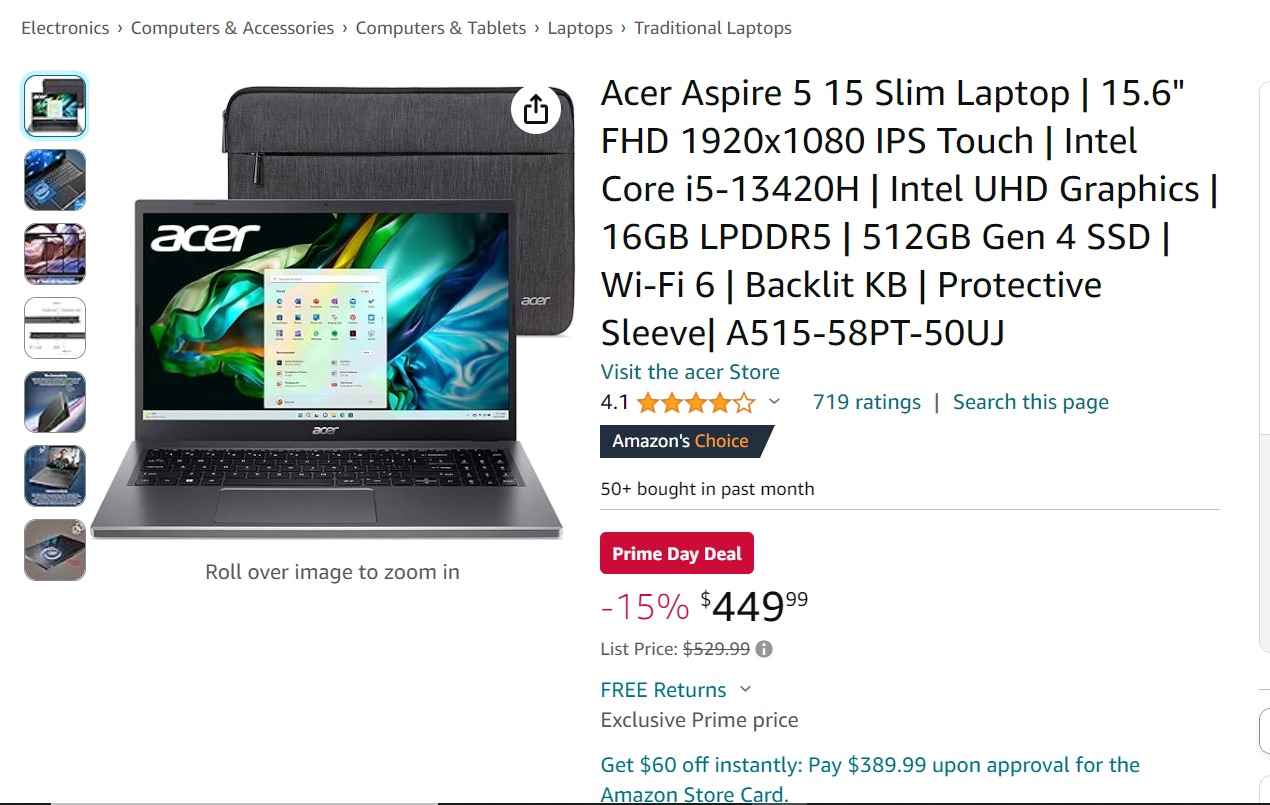 Electronics › Computers & Accessories › Computers & Tablets › Laptops › Traditional Laptops
acer
acer
acer
Roll over image to zoom in
Acer Aspire 5 15 Slim Laptop | 15.6"
FHD 1920x1080 IPS Touch | Intel
Core i5-13420H | Intel UHD Graphics |
16GB LPDDR5 | 512GB Gen 4 SSD |
Wi-Fi 6 | Backlit KB | Protective
Sleeve| A515-58PT-50UJ
Visit the acer Store
4.1 719 ratings | Search this page
Amazon's Choice
50+ bought in past month
Prime Day Deal
-15% $449 99
List Price: $529.99
FREE Returns
Exclusive Prime price
Get $60 off instantly: Pay $389.99 upon approval for the
Amazon Store Card.